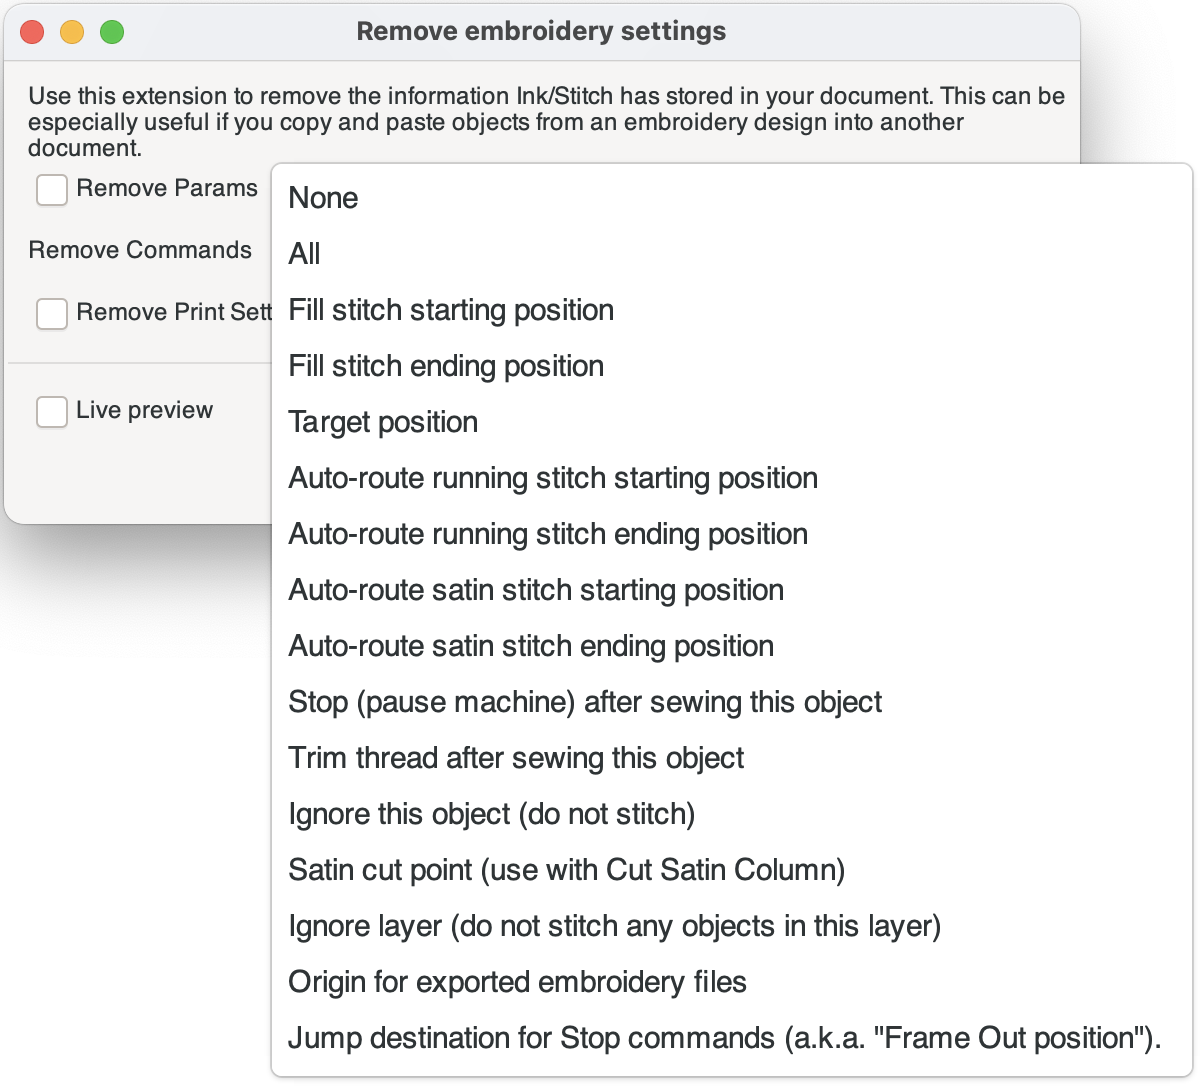 Remove embroidery settings
Use this extension to remove the information Ink/Stitch has stored in your document. This can be
especially useful if you copy and paste objects from an embroidery design into another
document.
Remove Params
Remove Commands
Remove Print Sett
Live preview
None
All
Fill stitch starting position
Fill stitch ending position
Target position
Auto-route running stitch starting position
Auto-route running stitch ending position
Auto-route satin stitch starting position
Auto-route satin stitch ending position
Stop (pause machine) after sewing this object
Trim thread after sewing this object
Ignore this object (do not stitch)
Satin cut point (use with Cut Satin Column)
Ignore layer (do not stitch any objects in this layer)
Origin for exported embroidery files
Jump destination for Stop commands (a.k.a. "Frame Out position").